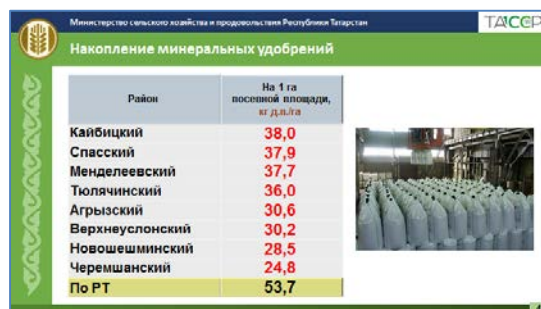 Министерство сельского хозяйства и продовольствия Республики Татарстан
ТАССР
Накопление минеральных удобрений
Район
На 1 га
посевной площади,
кг д.в./га
Кайбицкий 38,0
Спасский 37,9
Менделеевский 37,7
Тюлячинский 36,0
Агрызский 30,6
Верхнеуслонский 30,2
Новошешминский 28,5
Черемшанский 24,8
По РТ 53,7